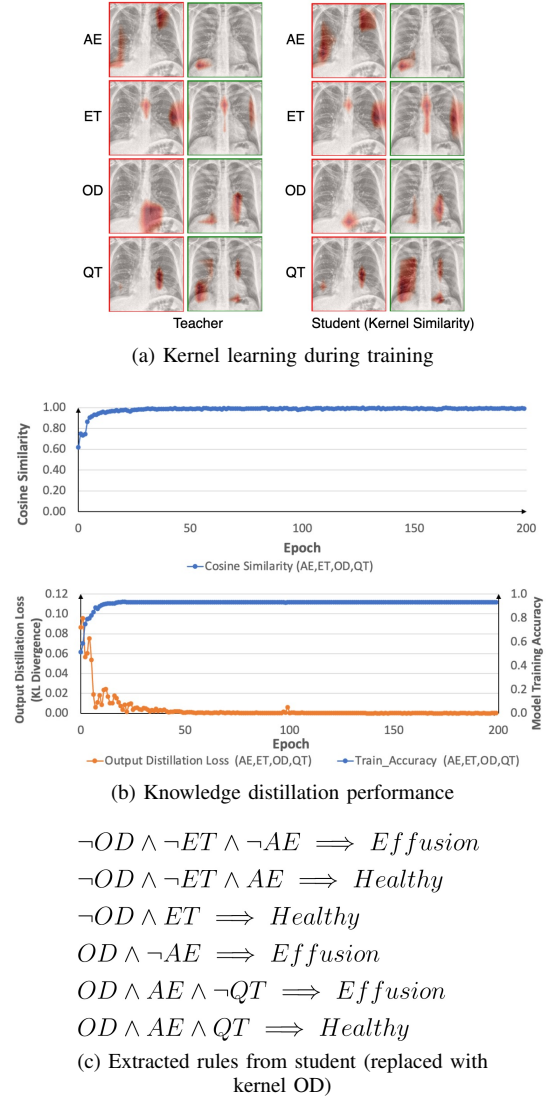 AE AE
ET ET
OD OD
QT QT
Teacher Student (Kernel Similarity)
(a) Kernel learning during training
Cosine Similarity
1.00
0.80
0.60
0.40
0.20
0.00
0 50 100 150 200
Epoch
Cosine Similarity (AE,ET,OD,QT)
Output Distillation Loss
(KL Divergence)
0.12 1.0
0.10 0.8
0.08
0.06 0.6
0.04 0.4
0.02 0.2
0.00 0.0
Model Training Accuracy
0 50 100 150 200
Epoch
Output Distillation Loss (AE,ET,OD,QT) Train_Accuracy (AE,ET,OD,QT)
(b) Knowledge distillation performance
¬OD ∧ ¬ET ∧ ¬AE ⟹ Effusion
¬OD ∧ ¬ET ∧ AE ⟹ Healthy
¬OD ∧ ET ⟹ Healthy
OD ∧ ¬AE ⟹ Effusion
OD ∧ AE ∧ ¬QT ⟹ Effusion
OD ∧ AE ∧ QT ⟹ Healthy
(c) Extracted rules from student (replaced with
kernel OD)